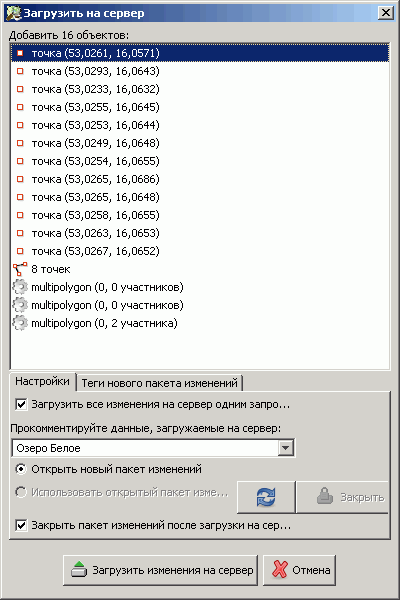 Загрузить на сервер
Добавить 16 объектов:
точка (53,0261, 16,0571)
точка (53,0293, 16,0643)
точка (53,0233, 16,0632)
точка (53,0255, 16,0645)
точка (53,0253, 16,0644)
точка (53,0249, 16,0648)
точка (53,0254, 16,0655)
точка (53,0265, 16,0686)
точка (53,0265, 16,0648)
точка (53,0258, 16,0655)
точка (53,0263, 16,0653)
точка (53,0267, 16,0652)
8 точек
multipolygon (0, 0 участников)
multipolygon (0, 0 участников)
multipolygon (0, 2 участника)
Настройки Теги нового пакета изменений
Загрузить все изменения на сервер одним запро...
Прокомментируйте данные, загружаемые на сервер:
Озеро Белое
Открыть новый пакет изменений
Использовать открытый пакет изме... Закрыть
Закрыть пакет изменений после загрузки на сер...
Загрузить изменения на сервер Отмена